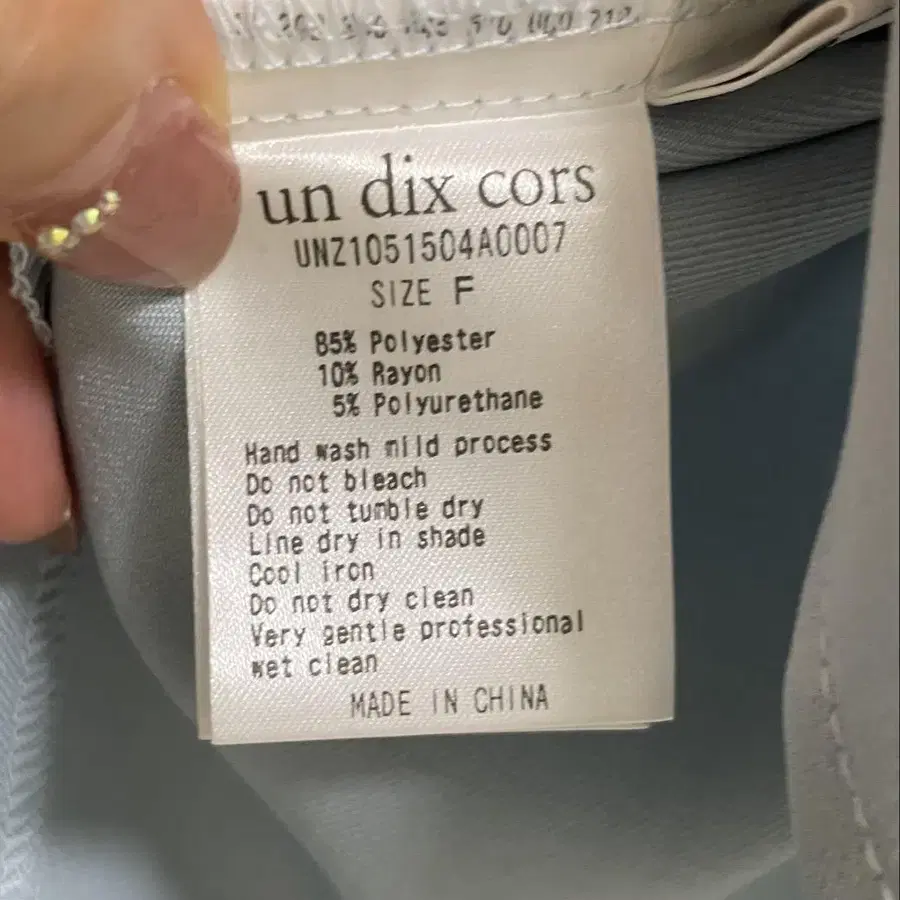 un dix cors
UNZ1051504A0007
SIZE F
85% Polyester
10% Rayon
5% Polyurethane
Hand wash mild process
Do not bleach
Do not tumble dry
Line dry in shade
Cool iron
Do not dry clean
Very gentle professional
wet clean
MADE IN CHINA